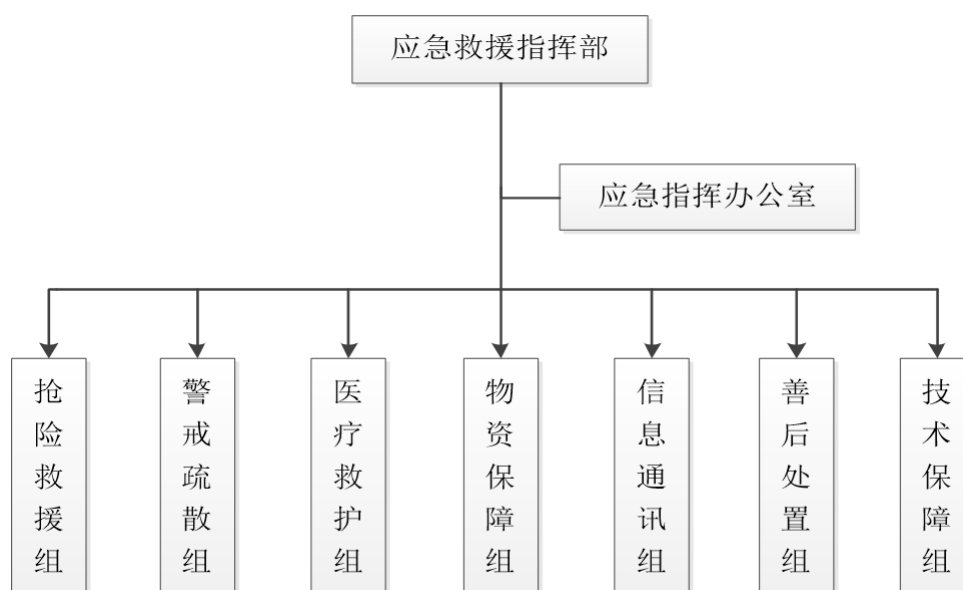 应急救援指挥部
应急指挥办公室
抢险救援组
警戒疏散组
医疗救护组
物资保障组
信息通讯组
善后处置组
技术保障组